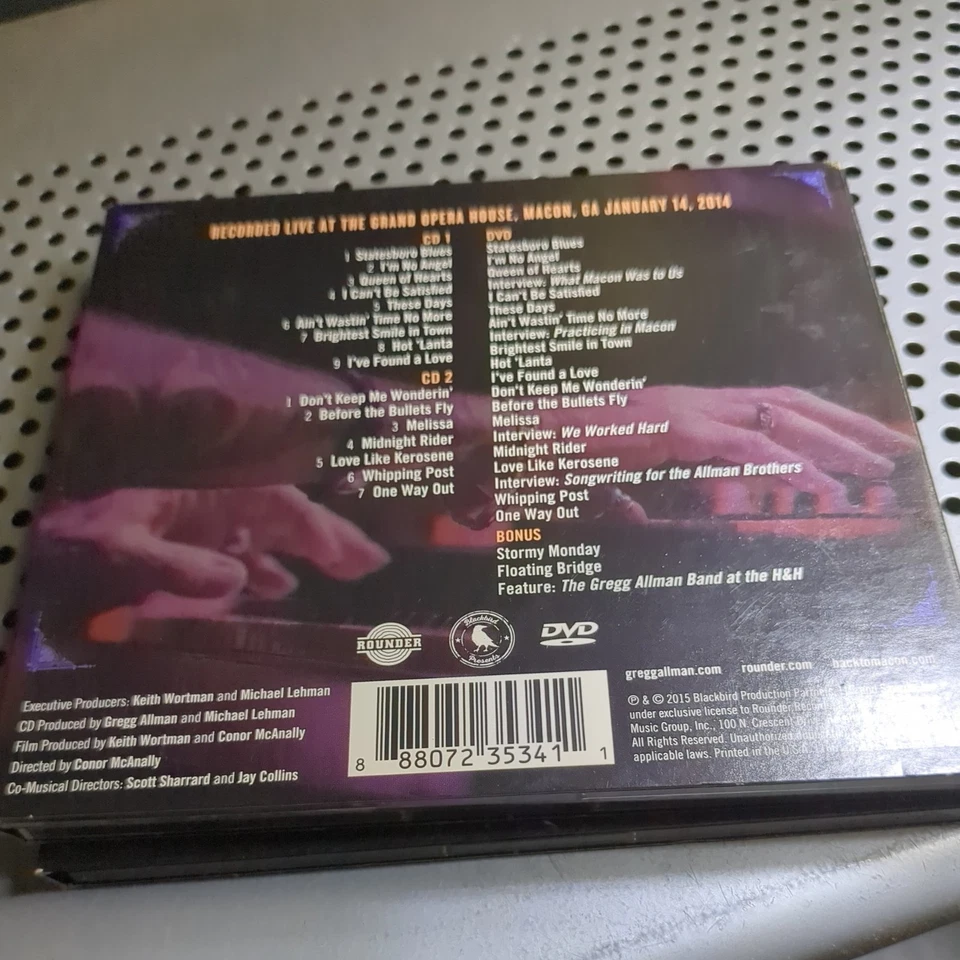 RECORDED LIVE AT THE GRAND OPERA HOUSE, MACON, GA JANUARY 14, 2014
CD 1
1 Statesboro Blues
2 I'm No Angel
3 Queen of Hearts
4 I Can't Be Satisfied
5 These Days
6 Ain't Wastin' Time No More
7 Brightest Smile in Town
8 Hot 'Lanta
9 I've Found a Love
CD 2
1 Don't Keep Me Wonderin'
2 Before the Bullets Fly
3 Melissa
4 Midnight Rider
5 Love Like Kerosene
6 Whipping Post
7 One Way Out
DVD
Statesboro Blues
I'm No Angel
Queen of Hearts
Interview: What Macon Was to Us
I Can't Be Satisfied
These Days
Ain't Wastin' Time No More
Interview: Practicing in Macon
Brightest Smile in Town
Hot 'Lanta
I've Found a Love
Don't Keep Me Wonderin'
Before the Bullets Fly
Melissa
Interview: We Worked Hard
Midnight Rider
Love Like Kerosene
Interview: Songwriting for the Allman Brothers
Whipping Post
One Way Out
BONUS
Stormy Monday
Floating Bridge
Feature: The Gregg Allman Band at the H&H
ROUNDER
Blackbird
Presents
DVD
VIDEO
Executive Producers: Keith Wortman and Michael Lehman
CD Produced by Gregg Allman and Michael Lehman
Film Produced by Keith Wortman and Conor McAnally
Directed by Conor McAnally
Co-Musical Directors: Scott Sharrard and Jay Collins
8 88072 35341 1
greggallman.com rounder.com backtomacon.com
℗ & © 2015 Blackbird Production Partners,
under exclusive license to Rounder
Music Group, Inc., 100 N. Crescent
All Rights Reserved. Unauthorized
applicable laws. Printed in the U.S.A.